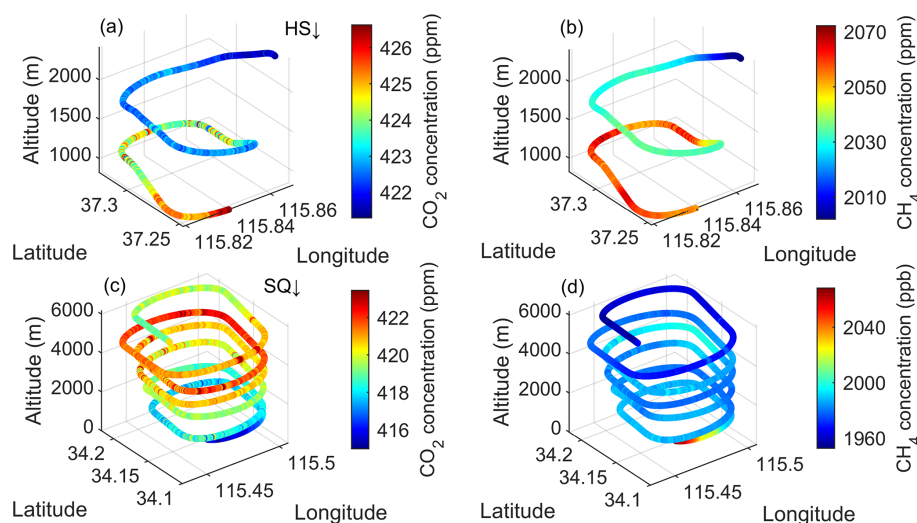 (a)
HS↓
Altitude (m)
2000
1500
1000
37.3
37.25
Latitude
115.82
115.84
115.86
Longitude
426
425
424
423
422
CO₂ concentration (ppm)
(b)
Altitude (m)
2000
1500
1000
37.3
37.25
Latitude
115.82
115.84
115.86
Longitude
2070
2050
2030
2010
CH₄ concentration (ppm)
(c)
SQ↓
Altitude (m)
6000
4000
2000
0
34.2
34.15
34.1
Latitude
115.45
115.5
Longitude
422
420
418
416
CO₂ concentration (ppm)
(d)
Altitude (m)
6000
4000
2000
0
34.2
34.15
34.1
Latitude
115.45
115.5
Longitude
2040
2000
1960
CH₄ concentration (ppb)